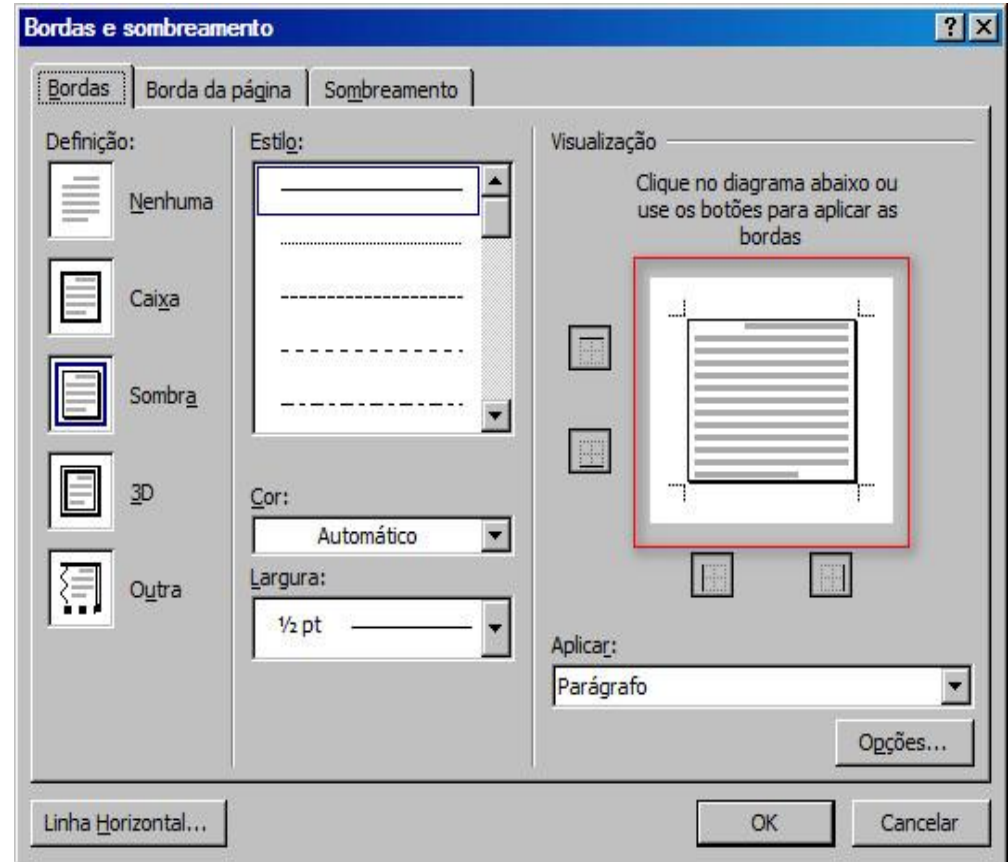 Bordas e sombreamento
Bordas
Borda da página
Sombreamento
Definição:
Nenhuma
Caixa
Sombra
3D
Outra
Estilo:
Cor:
Automático
Largura:
½ pt
Visualização
Clique no diagrama abaixo ou
use os botões para aplicar as
bordas
Aplicar:
Parágrafo
Opções...
Linha Horizontal...
OK
Cancelar